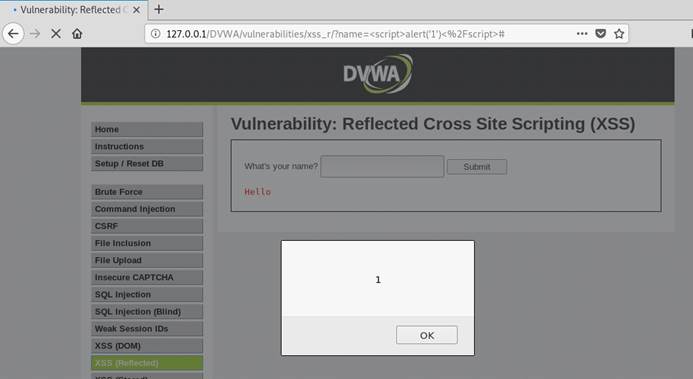 Vulnerability: Reflected C
127.0.0.1/DVWA/vulnerabilities/xss_r/?name=<script>alert('1')<%2Fscript>#
DVWA
Home
Instructions
Setup / Reset DB
Brute Force
Command Injection
CSRF
File Inclusion
File Upload
Insecure CAPTCHA
SQL Injection
SQL Injection (Blind)
Weak Session IDs
XSS (DOM)
XSS (Reflected)
XSS (Stored)
Vulnerability: Reflected Cross Site Scripting (XSS)
What's your name? Submit
Hello
1
OK